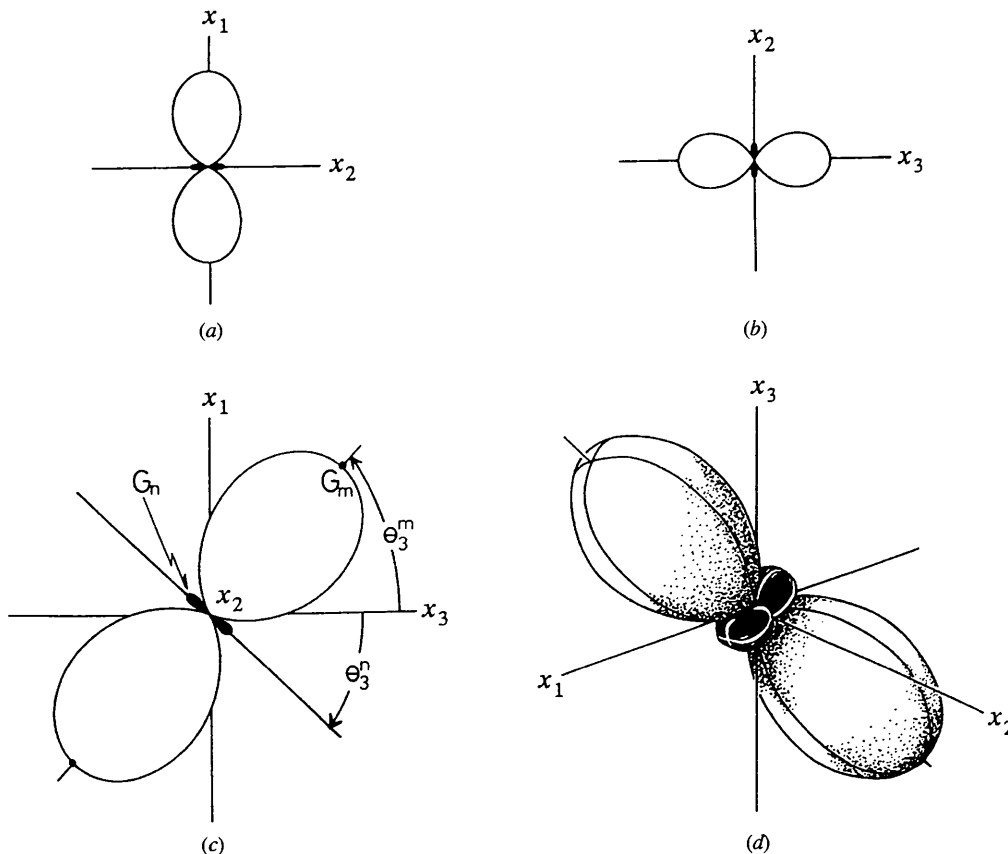 x₁
x₂
(a)
x₂
x₃
(b)
x₁
Gₙ
Gₘ
θ₃ᵐ
x₂
x₃
θ₃ⁿ
(c)
x₃
x₁
x₂
(d)